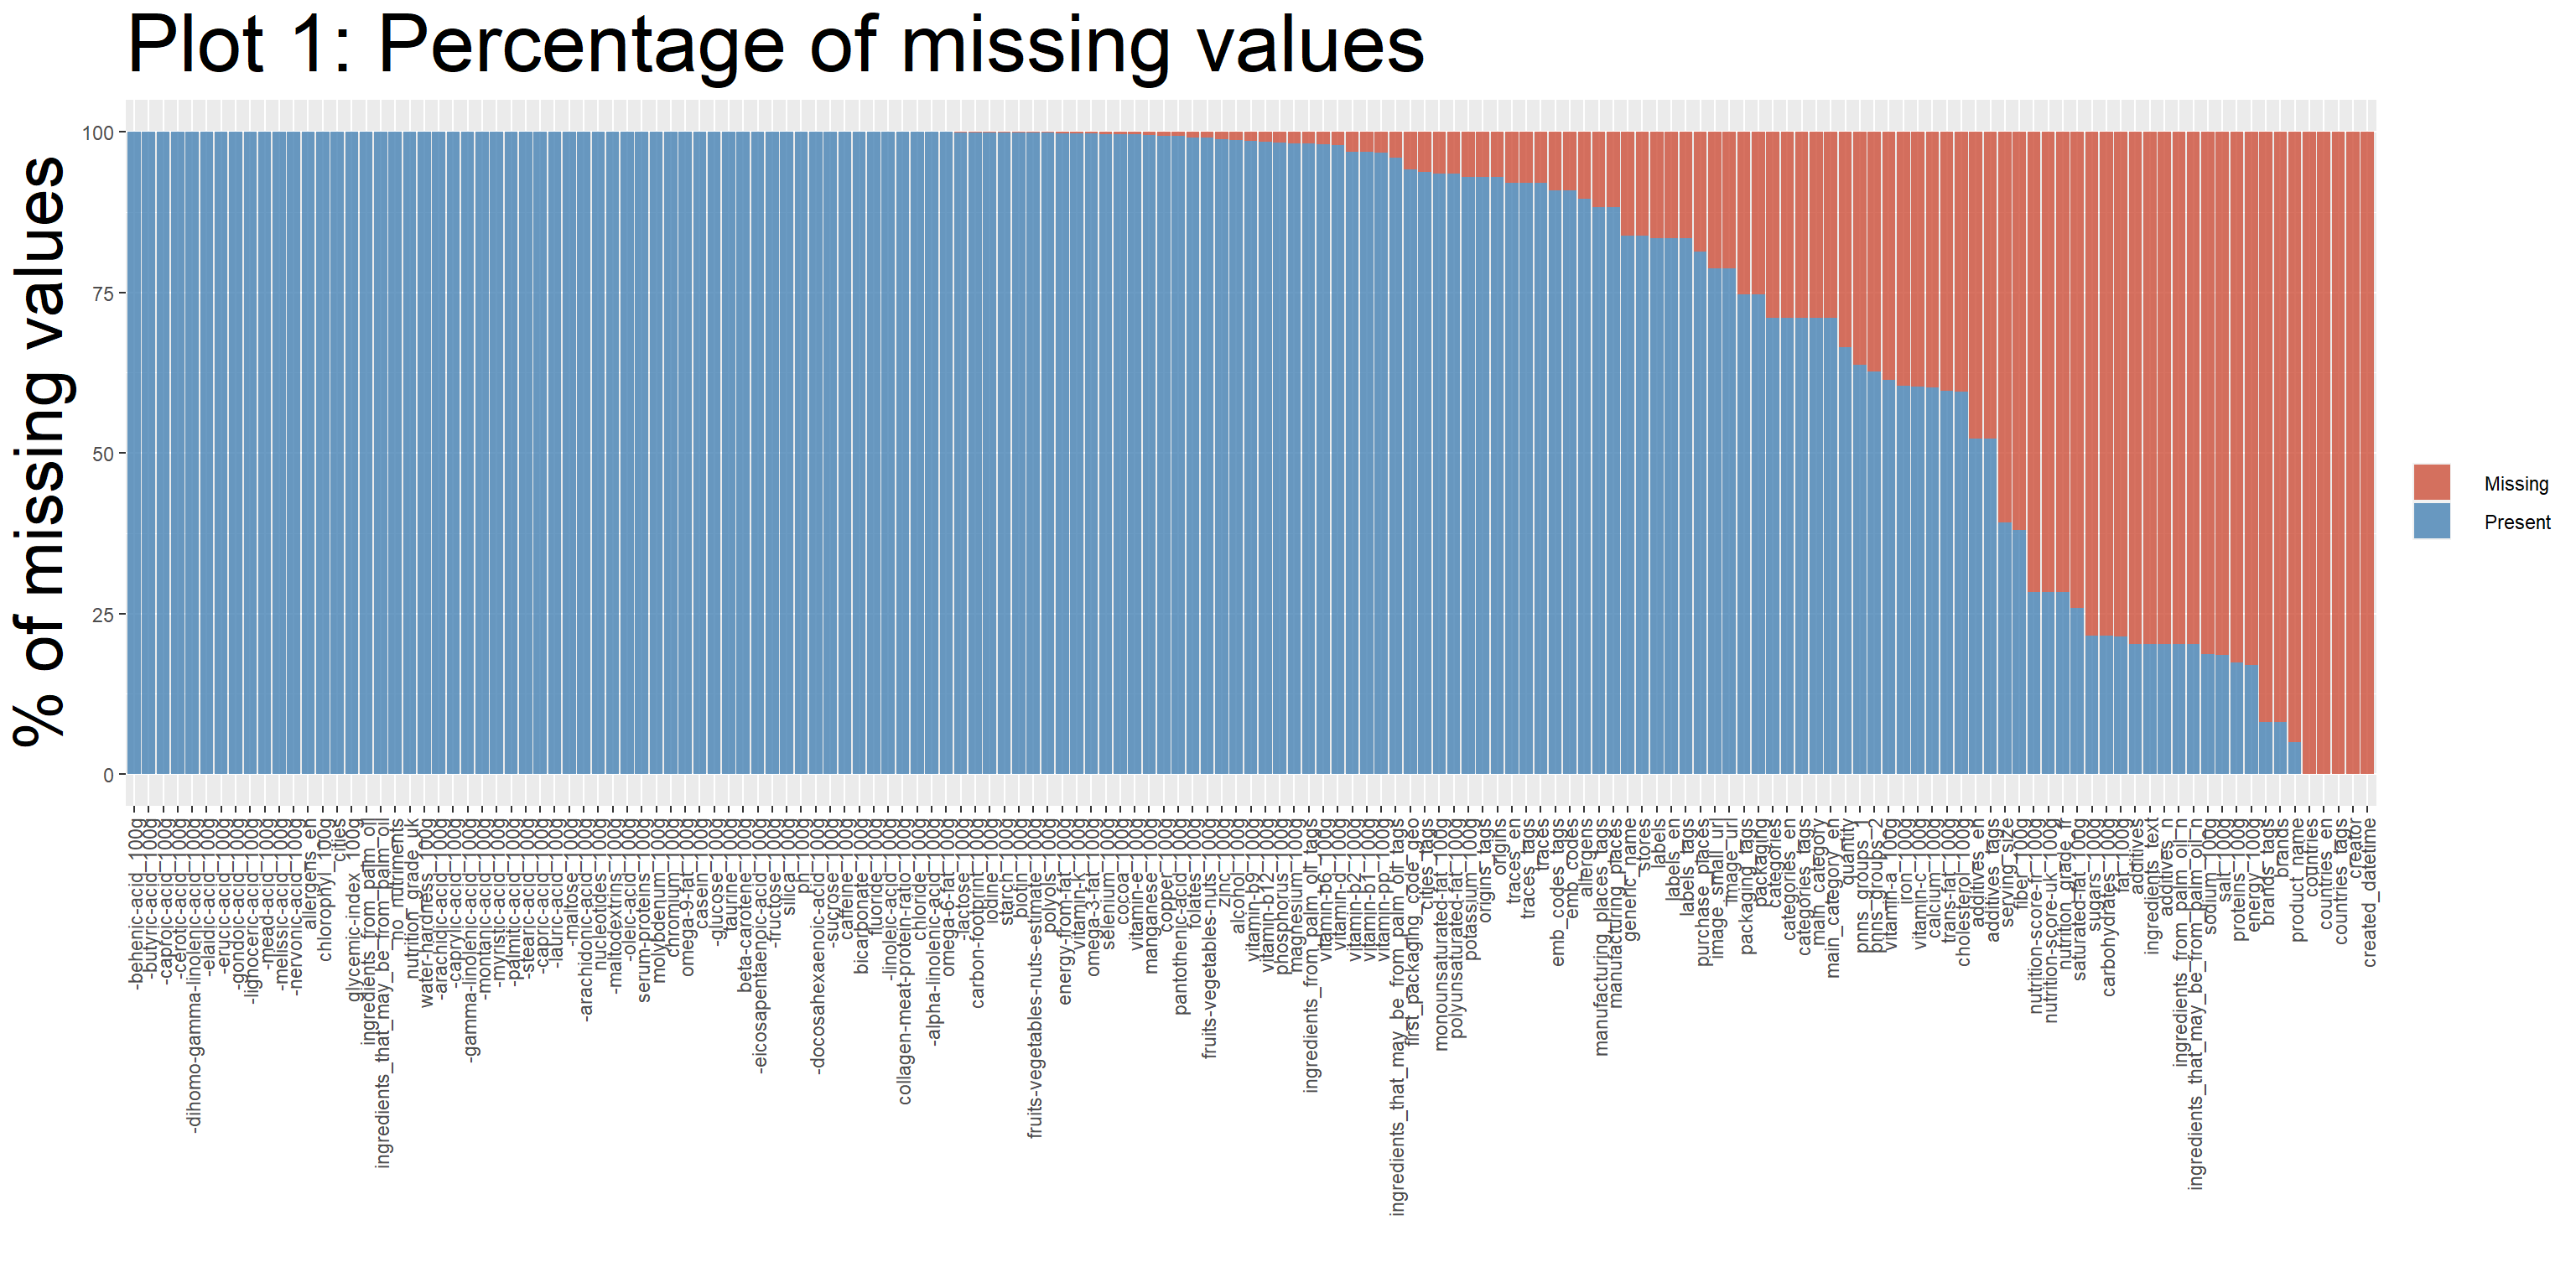 Plot 1: Percentage of missing values
% of missing values
100
75
50
25
0
-behenic-acid_100g
-butyric-acid_100g
-caproic-acid_100g
-cerotic-acid_100g
-dihomo-gamma-linolenic-acid_100g
-elaidic-acid_100g
-erucic-acid_100g
-gondoic-acid_100g
-lignoceric-acid_100g
-mead-acid_100g
-melissic-acid_100g
-nervonic-acid_100g
allergens_en
chlorophyl_100g
cities
glycemic-index_100g
ingredients_from_palm_oil
ingredients_that_may_be_from_palm_oil
no_nutriments
nutrition_grade_uk
water-hardness_100g
-arachidic-acid_100g
-caprylic-acid_100g
-gamma-linolenic-acid_100g
-montanic-acid_100g
-myristic-acid_100g
-palmitic-acid_100g
-stearic-acid_100g
-capric-acid_100g
-lauric-acid_100g
-maltose_100g
-arachidonic-acid_100g
nucleotides_100g
-maltodextrins_100g
-oleic-acid_100g
serum-proteins_100g
molybdenum_100g
chromium_100g
omega-9-fat_100g
casein_100g
-glucose_100g
taurine_100g
beta-carotene_100g
-eicosapentaenoic-acid_100g
-fructose_100g
silica_100g
ph_100g
-docosahexaenoic-acid_100g
-sucrose_100g
caffeine_100g
bicarbonate_100g
fluoride_100g
-linoleic-acid_100g
collagen-meat-protein-ratio_100g
chloride_100g
-alpha-linolenic-acid_100g
omega-6-fat_100g
-lactose_100g
carbon-footprint_100g
iodine_100g
starch_100g
biotin_100g
fruits-vegetables-nuts-estimate_100g
polyols_100g
energy-from-fat_100g
vitamin-k_100g
omega-3-fat_100g
selenium_100g
cocoa_100g
vitamin-e_100g
manganese_100g
copper_100g
pantothenic-acid_100g
folates_100g
fruits-vegetables-nuts_100g
zinc_100g
alcohol_100g
vitamin-b9_100g
vitamin-b12_100g
phosphorus_100g
magnesium_100g
ingredients_from_palm_oil_tags
vitamin-b6_100g
vitamin-d_100g
vitamin-b2_100g
vitamin-b1_100g
vitamin-pp_100g
ingredients_that_may_be_from_palm_oil_tags
first_packaging_code_geo
cities_tags
monounsaturated-fat_100g
polyunsaturated-fat_100g
potassium_100g
origins_tags
origins
traces_en
traces_tags
traces
emb_codes_tags
emb_codes
allergens
manufacturing_places_tags
manufacturing_places
generic_name
stores
labels
labels_en
labels_tags
purchase_places
image_small_url
image_url
packaging_tags
packaging
categories
categories_en
categories_tags
main_category
main_category_en
quantity
pnns_groups_1
pnns_groups_2
vitamin-a_100g
iron_100g
vitamin-c_100g
calcium_100g
trans-fat_100g
cholesterol_100g
additives_en
additives_tags
serving_size
fiber_100g
nutrition-score-fr_100g
nutrition-score-uk_100g
nutrition_grade_fr
saturated-fat_100g
sugars_100g
carbohydrates_100g
fat_100g
additives
ingredients_text
additives_n
ingredients_from_palm_oil_n
ingredients_that_may_be_from_palm_oil_n
sodium_100g
salt_100g
proteins_100g
energy_100g
brands_tags
brands
product_name
countries
countries_en
countries_tags
creator
created_datetime
Missing
Present